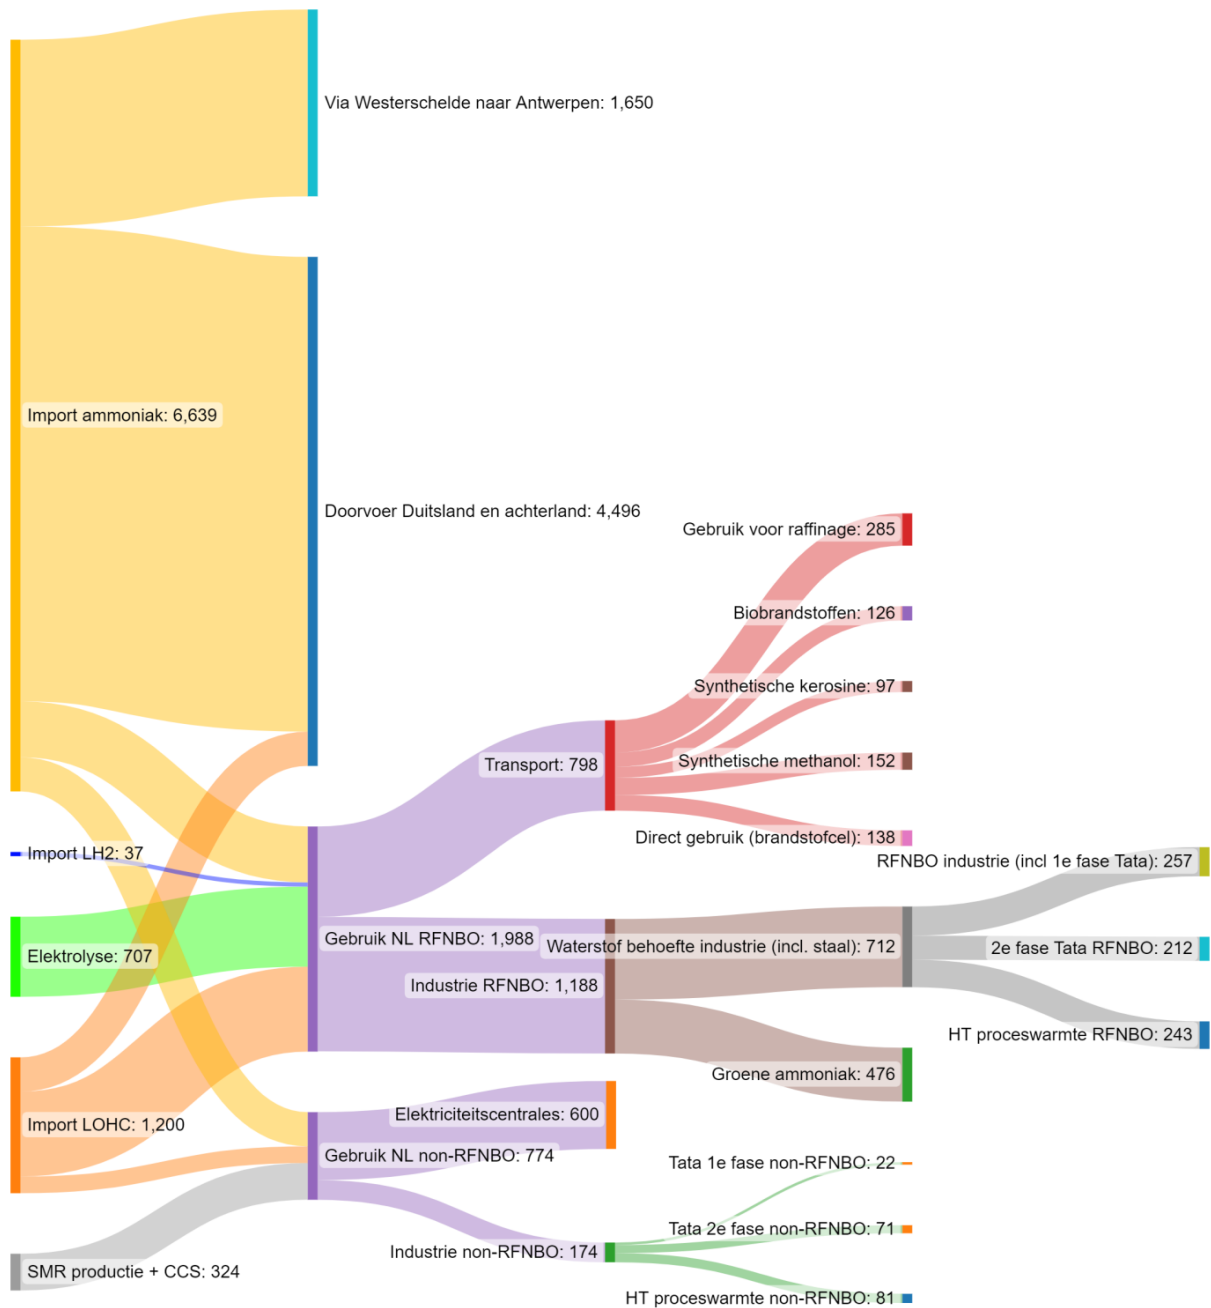 Via Westerschelde naar Antwerpen: 1,650
Import ammoniak: 6,639
Doorvoer Duitsland en achterland: 4,496
Gebruik voor raffinage: 285
Biobrandstoffen: 126
Synthetische kerosine: 97
Transport: 798
Synthetische methanol: 152
Direct gebruik (brandstofcel): 138
Import LH2: 37
RFNBO industrie (incl 1e fase Tata): 257
Elektrolyse: 707
Gebruik NL RFNBO: 1,988
Waterstof behoefte industrie (incl. staal): 712
2e fase Tata RFNBO: 212
Industrie RFNBO: 1,188
HT proceswarmte RFNBO: 243
Groene ammoniak: 476
Import LOHC: 1,200
Elektriciteitscentrales: 600
Gebruik NL non-RFNBO: 774
Tata 1e fase non-RFNBO: 22
Tata 2e fase non-RFNBO: 71
Industrie non-RFNBO: 174
SMR productie + CCS: 324
HT proceswarmte non-RFNBO: 81